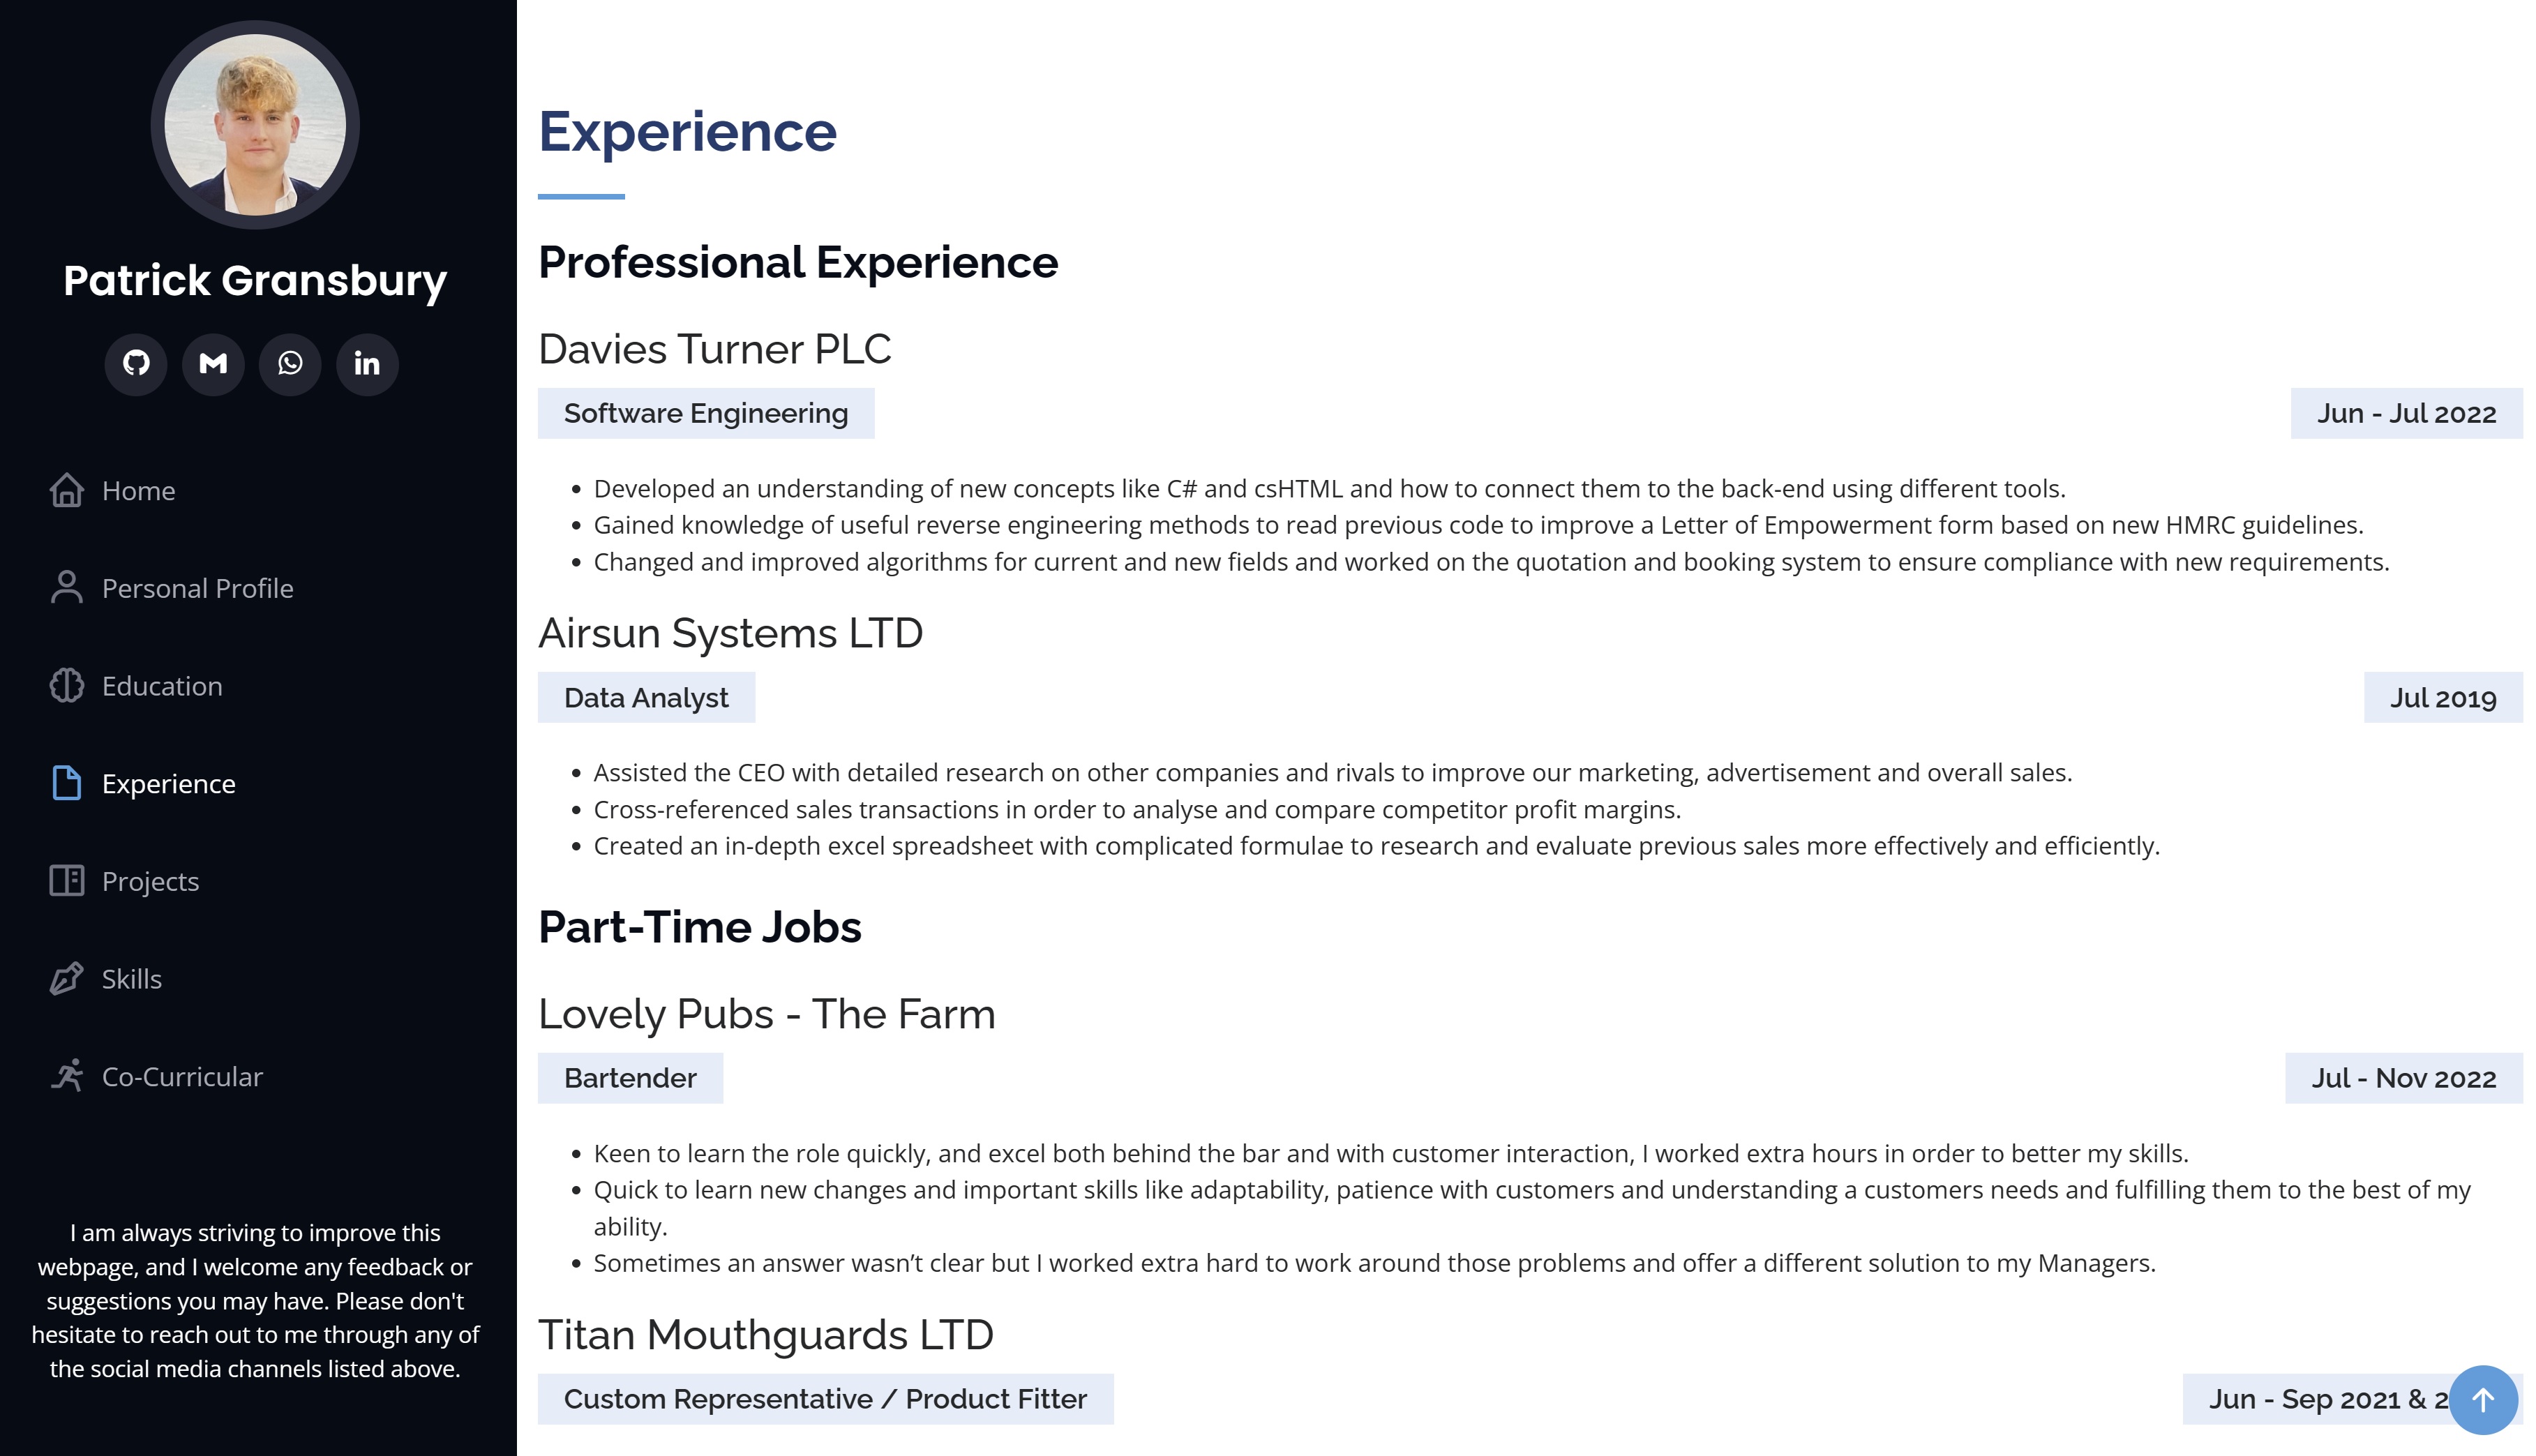 Patrick Gransbury
Home
Personal Profile
Education
Experience
Projects
Skills
Co-Curricular
I am always striving to improve this
webpage, and I welcome any feedback or
suggestions you may have. Please don't
hesitate to reach out to me through any of
the social media channels listed above.
Experience
Professional Experience
Davies Turner PLC
Software Engineering
Jun - Jul 2022
Developed an understanding of new concepts like C# and csHTML and how to connect them to the back-end using different tools.
Gained knowledge of useful reverse engineering methods to read previous code to improve a Letter of Empowerment form based on new HMRC guidelines.
Changed and improved algorithms for current and new fields and worked on the quotation and booking system to ensure compliance with new requirements.
Airsun Systems LTD
Data Analyst
Jul 2019
Assisted the CEO with detailed research on other companies and rivals to improve our marketing, advertisement and overall sales.
Cross-referenced sales transactions in order to analyse and compare competitor profit margins.
Created an in-depth excel spreadsheet with complicated formulae to research and evaluate previous sales more effectively and efficiently.
Part-Time Jobs
Lovely Pubs - The Farm
Bartender
Jul - Nov 2022
Keen to learn the role quickly, and excel both behind the bar and with customer interaction, I worked extra hours in order to better my skills.
Quick to learn new changes and important skills like adaptability, patience with customers and understanding a customers needs and fulfilling them to the best of my
ability.
Sometimes an answer wasn’t clear but I worked extra hard to work around those problems and offer a different solution to my Managers.
Titan Mouthguards LTD
Custom Representative / Product Fitter
Jun - Sep 2021 &